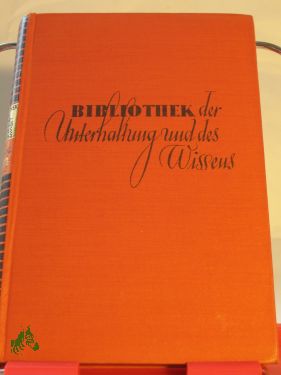 BIBLIOTHEK der
Unterhaltung und des
Wissens